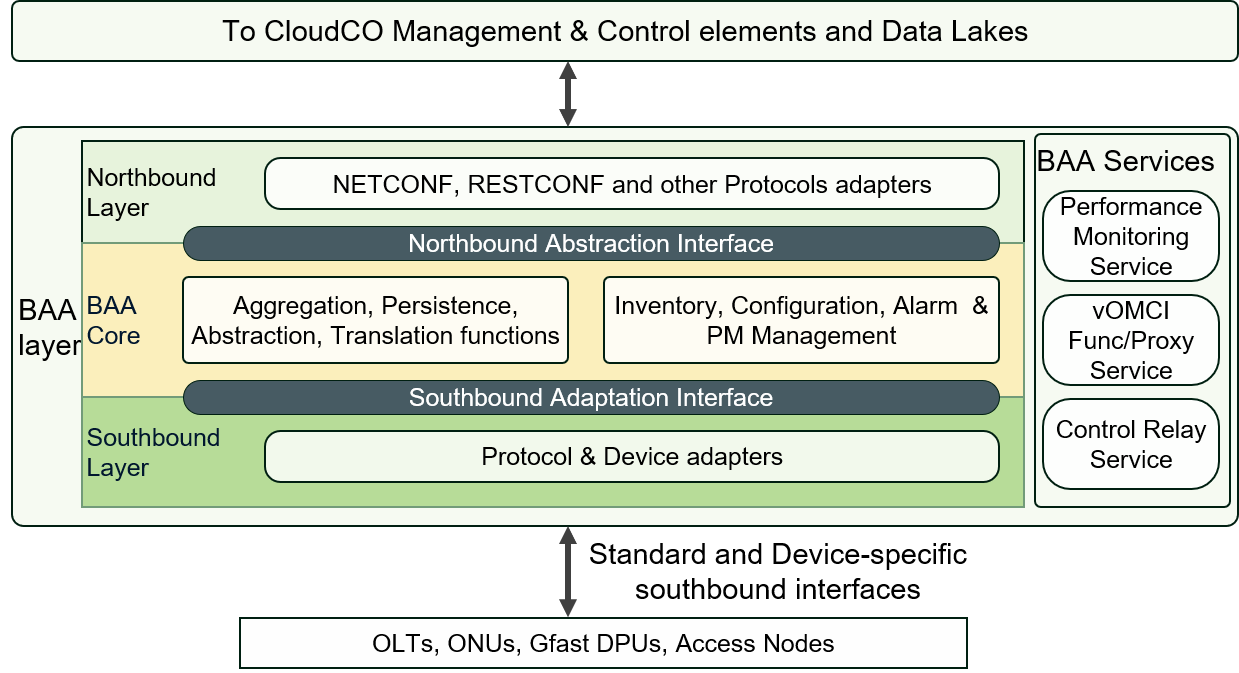 To CloudCO Management & Control elements and Data Lakes
BAA layer
Northbound
Layer
NETCONF, RESTCONF and other Protocols adapters
Northbound Abstraction Interface
BAA
Core
Aggregation, Persistence,
Abstraction, Translation functions
Inventory, Configuration, Alarm & 
PM Management
Southbound Adaptation Interface
Southbound
Layer
Protocol & Device adapters
BAA Services
Performance
Monitoring
Service
vOMCI
Func/Proxy
Service
Control Relay
Service
Standard and Device-specific
southbound interfaces
OLTs, ONUs, Gfast DPUs, Access Nodes